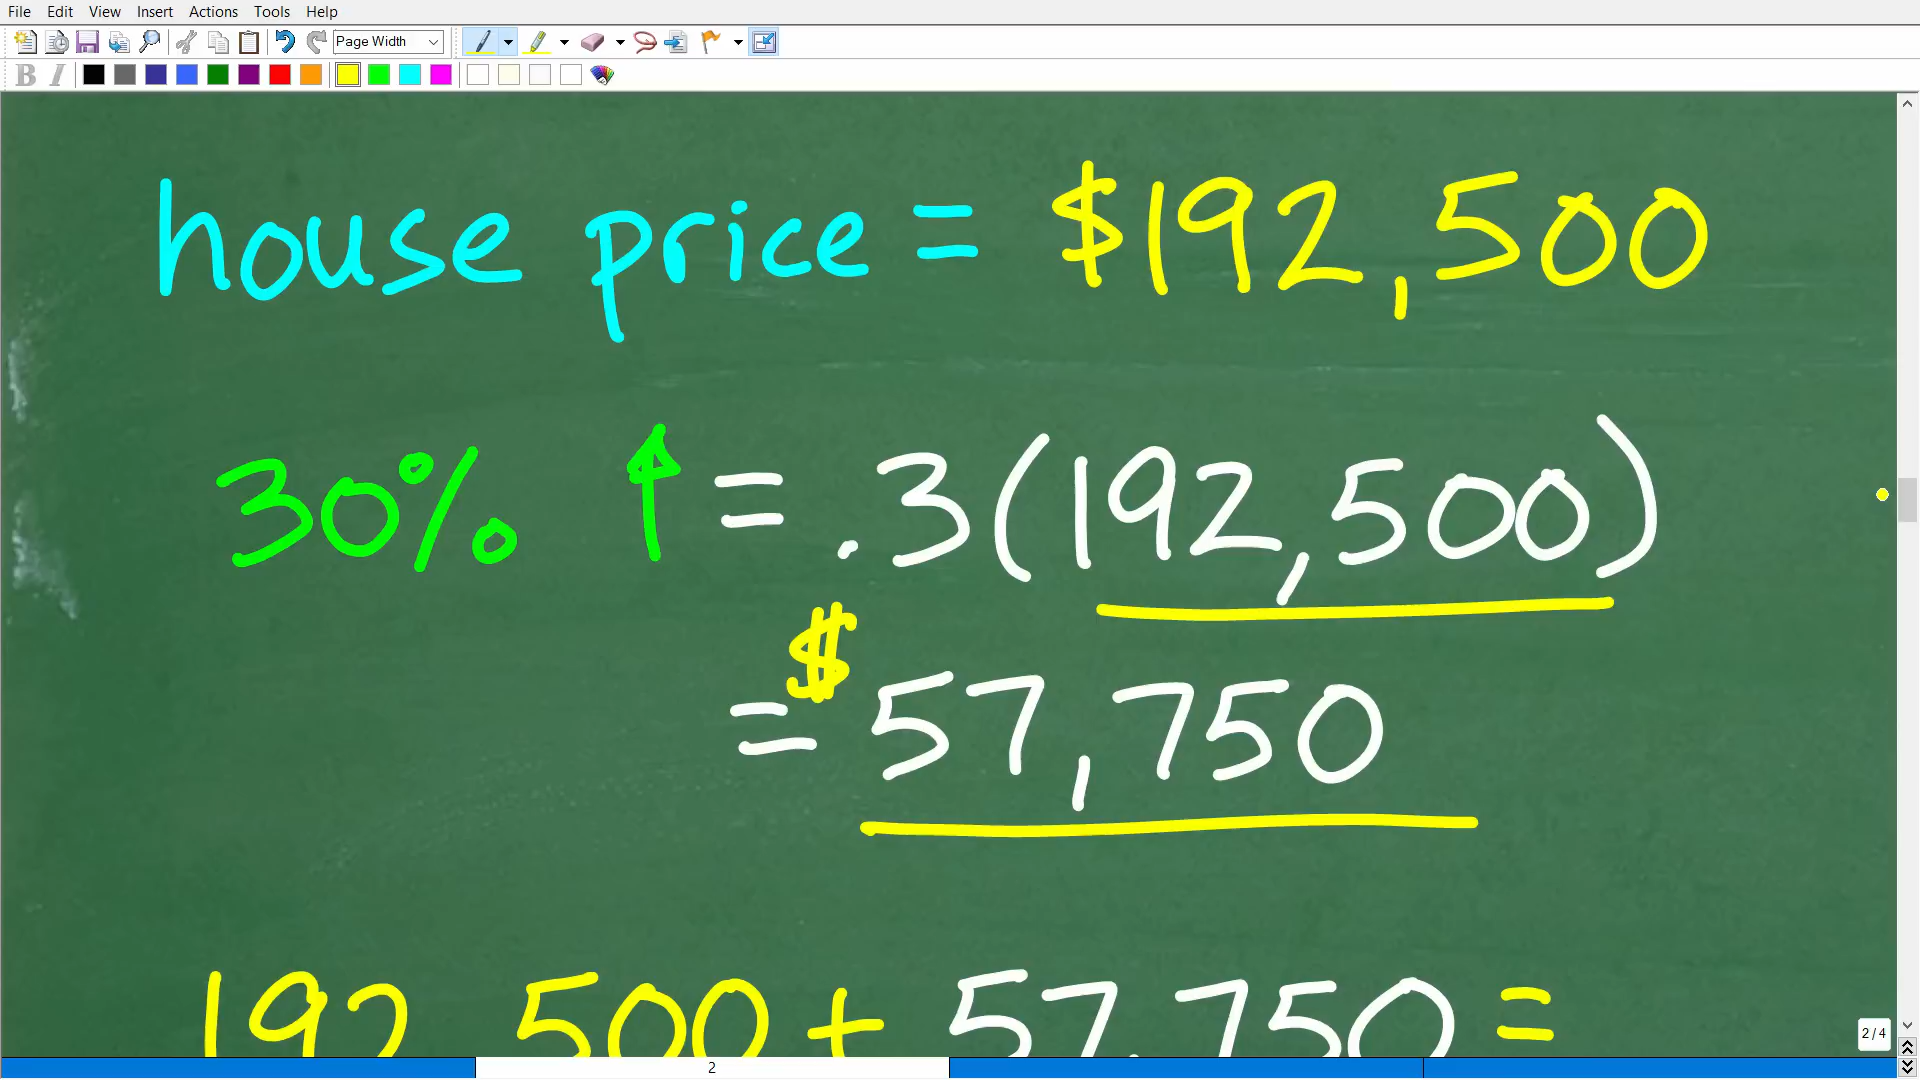 File Edit View Insert Actions Tools Help
Page Width
B I
house price = $192,500
30% ↑ = .3(192,500)
= $57,750
192,500 + 57,750 =
2 / 4
2